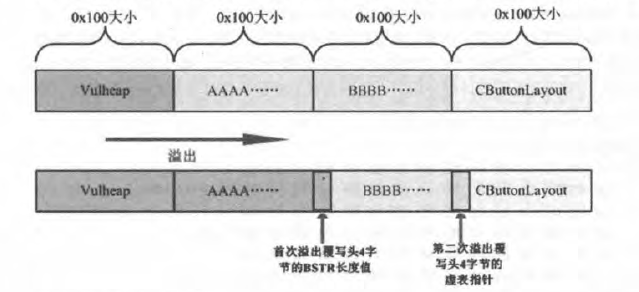 0x100大小 0x100大小 0x100大小 0x100大小
Vulheap AAAA⋯⋯ BBBB⋯⋯ CButtonLayout
溢出
Vulheap AAAA⋯⋯ BBBB⋯⋯ CButtonLayout
首次溢出覆写头4字
节的BSTR长度值
第二次溢出覆
写头4字节的
虚表指针